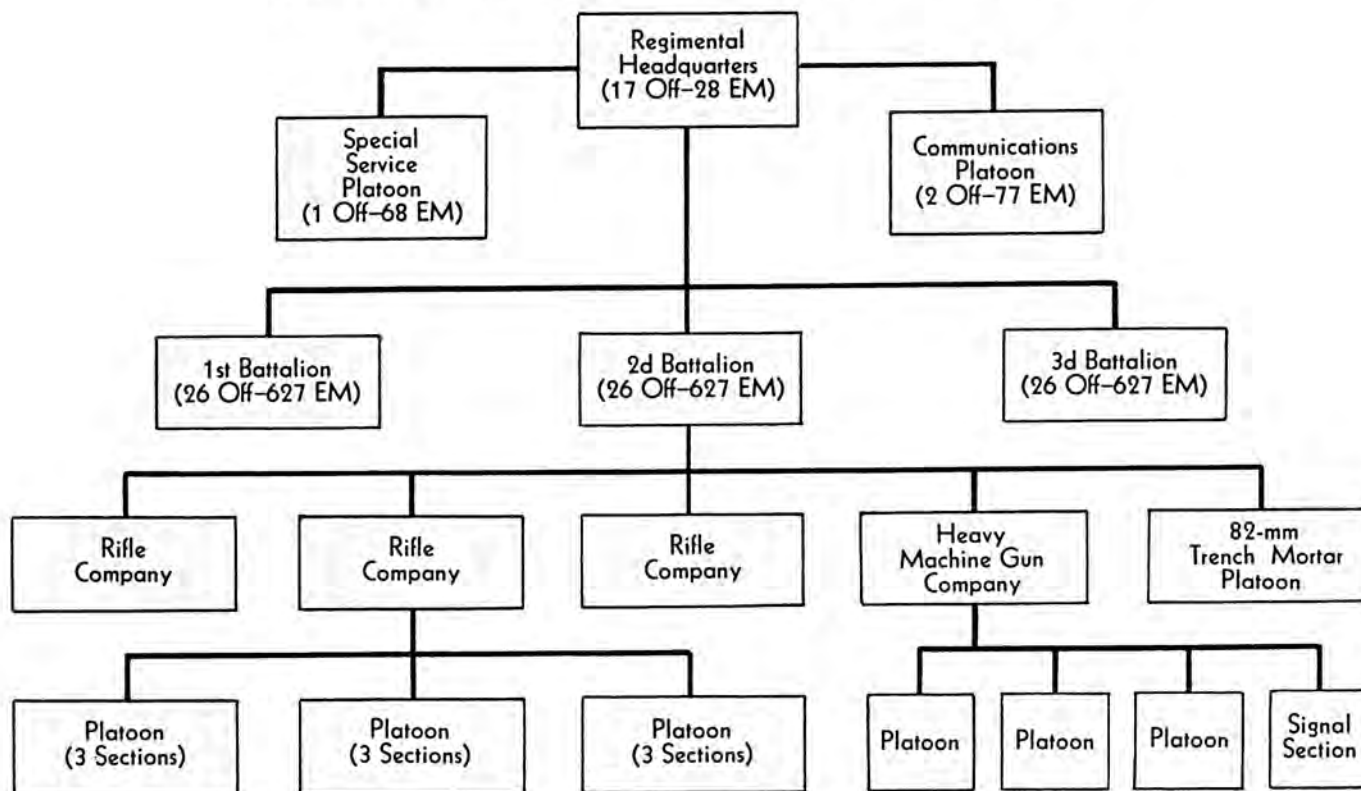 Regimental
Headquarters
(17 Off–28 EM)
Special
Service
Platoon
(1 Off–68 EM)
Communications
Platoon
(2 Off–77 EM)
1st Battalion
(26 Off–627 EM)
2d Battalion
(26 Off–627 EM)
3d Battalion
(26 Off–627 EM)
Rifle
Company
Rifle
Company
Rifle
Company
Heavy
Machine Gun
Company
82-mm
Trench Mortar
Platoon
Platoon
(3 Sections)
Platoon
(3 Sections)
Platoon
(3 Sections)
Platoon
Platoon
Platoon
Signal
Section